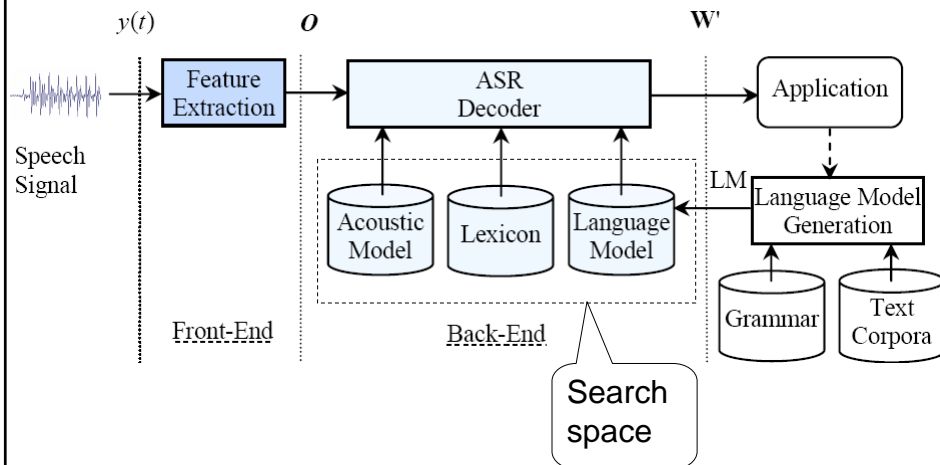 y(t)
O
W'
Feature
Extraction
ASR
Decoder
Application
Speech
Signal
Acoustic
Model
Lexicon
Language
Model
LM
Language Model
Generation
Grammar
Text
Corpora
Front-End
Back-End
Search
space